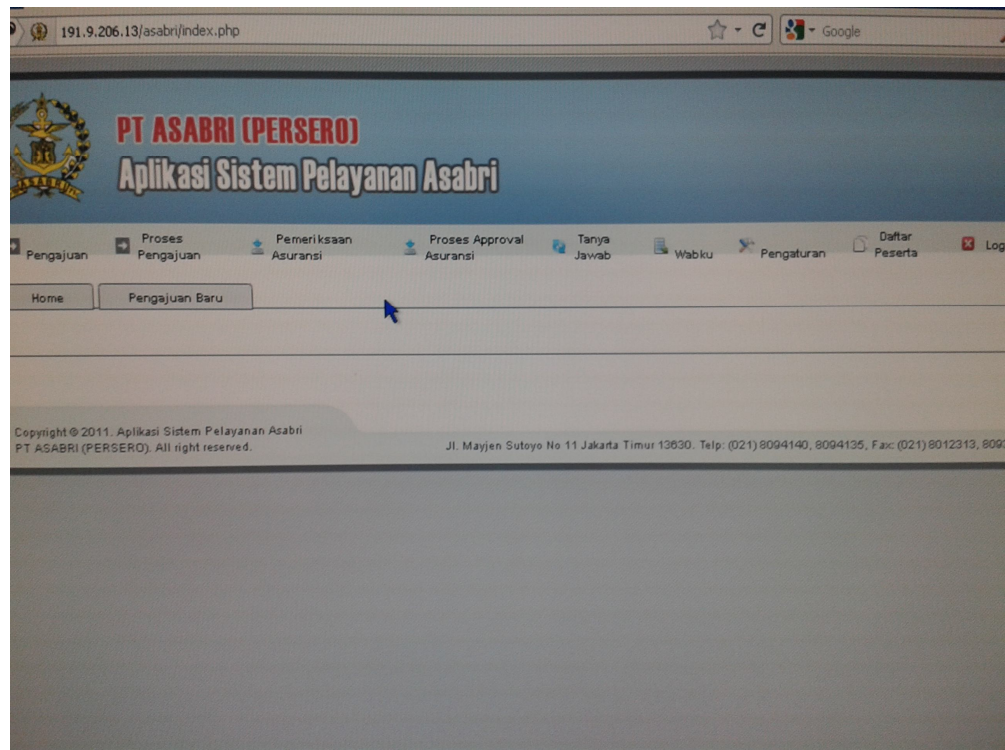 191.9.206.13/asabri/index.php
Google
PT ASABRI (PERSERO)
Aplikasi Sistem Pelayanan Asabri
ASABRI
Pengajuan
Proses Pengajuan
Pemeriksaan Asuransi
Proses Approval Asuransi
Tanya Jawab
Wabku
Pengaturan
Daftar Peserta
Log
Home
Pengajuan Baru
Copyright © 2011. Aplikasi Sistem Pelayanan Asabri
PT ASABRI (PERSERO). All right reserved.
Jl. Mayjen Sutoyo No 11 Jakarta Timur 13630. Telp: (021) 8094140, 8094135, Fax: (021) 8012313, 809